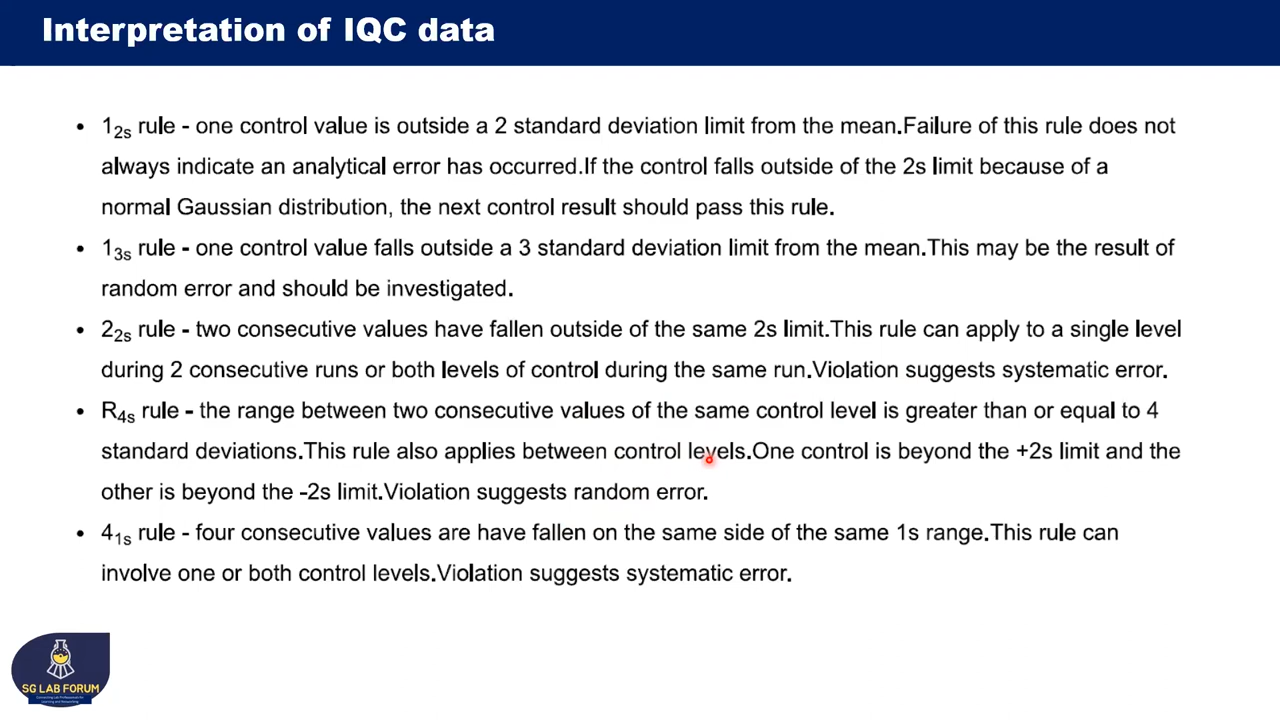 Interpretation of IQC data
• 12s rule - one control value is outside a 2 standard deviation limit from the mean.Failure of this rule does not
always indicate an analytical error has occurred.If the control falls outside of the 2s limit because of a
normal Gaussian distribution, the next control result should pass this rule.
• 13s rule - one control value falls outside a 3 standard deviation limit from the mean.This may be the result of
random error and should be investigated.
• 22s rule - two consecutive values have fallen outside of the same 2s limit.This rule can apply to a single level
during 2 consecutive runs or both levels of control during the same run.Violation suggests systematic error.
• R4s rule - the range between two consecutive values of the same control level is greater than or equal to 4
standard deviations.This rule also applies between control levels.One control is beyond the +2s limit and the
other is beyond the -2s limit.Violation suggests random error.
• 41s rule - four consecutive values are have fallen on the same side of the same 1s range.This rule can
involve one or both control levels.Violation suggests systematic error.
SG LAB FORUM